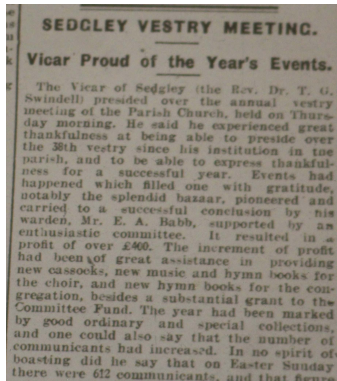 SEDGLEY VESTRY MEETING.
Vicar Proud of the Year's Events.
The Vicar of Sedgley (the Rev. Dr. T. G.
Swindell) presided over the annual vestry
meeting of the Parish Church, held on Thurs-
day morning. He said he experienced great
thankfulness at being able to preside over
the 38th vestry since his institution in the
parish, and to be able to express thankful-
ness for a successful year. Events had
happened which filled one with gratitude,
notably the splendid bazaar, pioneered and
carried to a successful conclusion by his
warden, Mr. E. A. Babb, supported by an
enthusiastic committee. It resulted in a
profit of over £460. The increment of profit
had been of great assistance in providing
new cassocks, new music and hymn books for
the choir, and new hymn books for the con-
gregation, besides a substantial grant to the
Committee Fund. The year had been marked
by good ordinary and special collections,
and one could also say that the number of
communicants had increased. In no spirit of
boasting did he say that on Easter Sunday
there were 612 communicants, and that figure